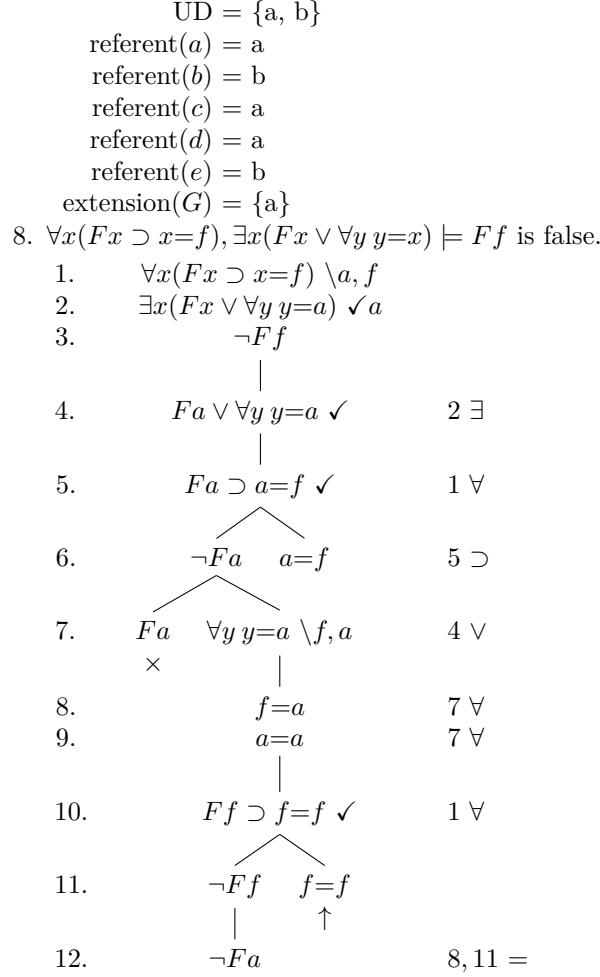 UD = {a, b}
referent(a) = a
referent(b) = b
referent(c) = a
referent(d) = a
referent(e) = b
extension(G) = {a}
8. ∀x(Fx ⊃ x=f), ∃x(Fx ∨ ∀y y=x) ⊨ Ff is false.
1. ∀x(Fx ⊃ x=f) \a, f
2. ∃x(Fx ∨ ∀y y=a) ✓a
3. ¬Ff
4. Fa ∨ ∀y y=a ✓ 2 ∃
5. Fa ⊃ a=f ✓ 1 ∀
6. ¬Fa a=f 5 ⊃
7. Fa ∀y y=a \f, a 4 ∨
×
8. f=a 7 ∀
9. a=a 7 ∀
10. Ff ⊃ f=f ✓ 1 ∀
11. ¬Ff f=f
↑
12. ¬Fa 8, 11 =